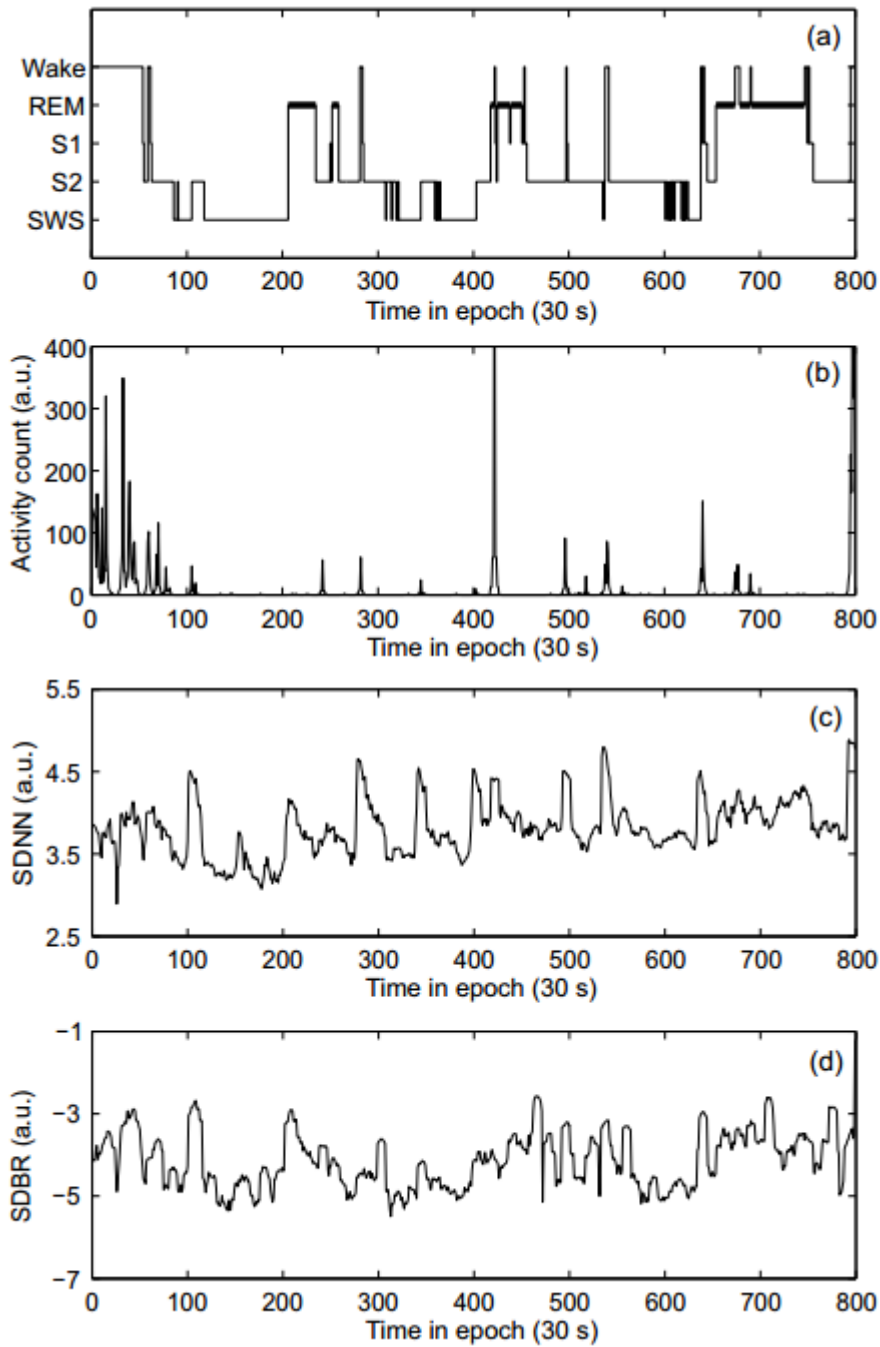 (a)
Wake
REM
S1
S2
SWS
0 100 200 300 400 500 600 700 800
Time in epoch (30 s)
(b)
Activity count (a.u.)
400
300
200
100
0
0 100 200 300 400 500 600 700 800
Time in epoch (30 s)
(c)
SDNN (a.u.)
5.5
4.5
3.5
2.5
0 100 200 300 400 500 600 700 800
Time in epoch (30 s)
(d)
SDBR (a.u.)
−1
−3
−5
−7
0 100 200 300 400 500 600 700 800
Time in epoch (30 s)